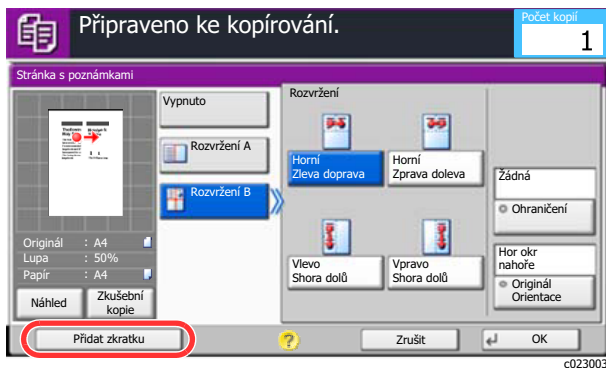 Připraveno ke kopírování.
Počet kopií
1
Stránka s poznámkami
Vypnuto
Rozvržení A
Rozvržení B
Originál : A4
Lupa : 50%
Papír : A4
Náhled
Zkušební
kopie
Rozvržení
Horní
Zleva doprava
Horní
Zprava doleva
Vlevo
Shora dolů
Vpravo
Shora dolů
Žádná
Ohraničení
Hor okr
nahoře
Originál
Orientace
Přidat zkratku
?
Zrušit
OK
c023003